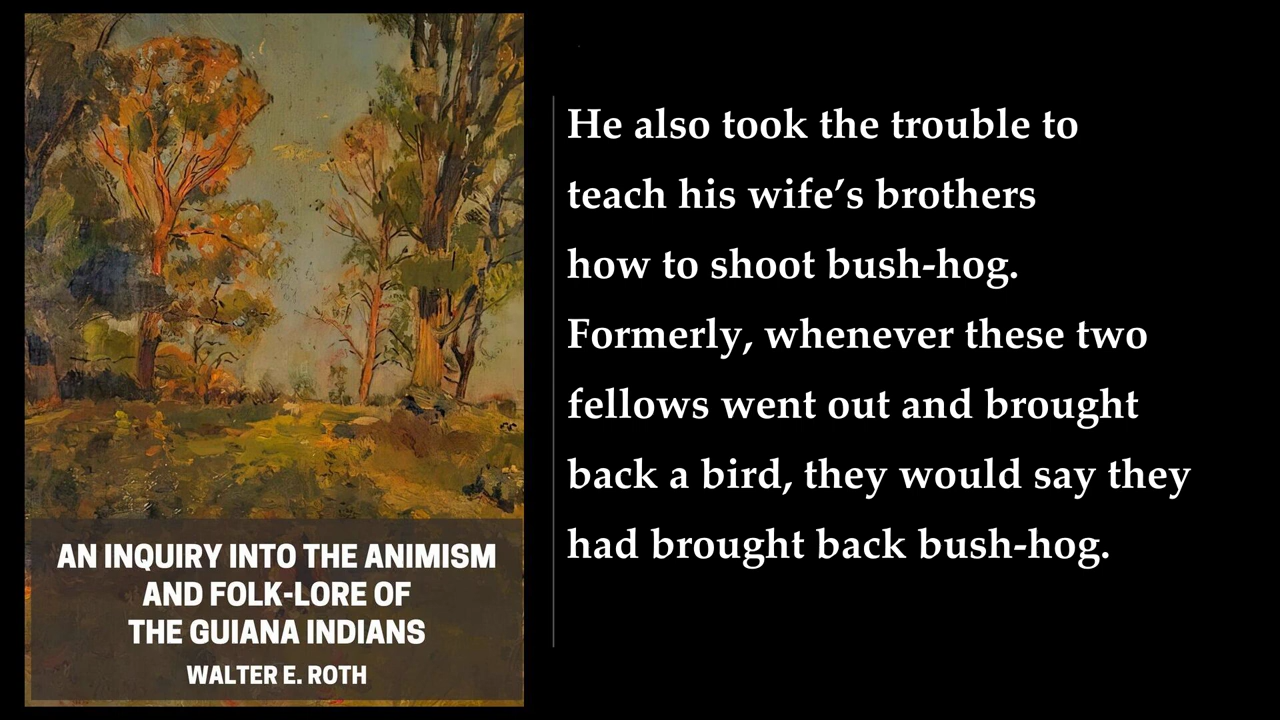 He also took the trouble to
teach his wife’s brothers
how to shoot bush-hog.
Formerly, whenever these two
fellows went out and brought
back a bird, they would say they
had brought back bush-hog.
AN INQUIRY INTO THE ANIMISM
AND FOLK-LORE OF
THE GUIANA INDIANS
WALTER E. ROTH